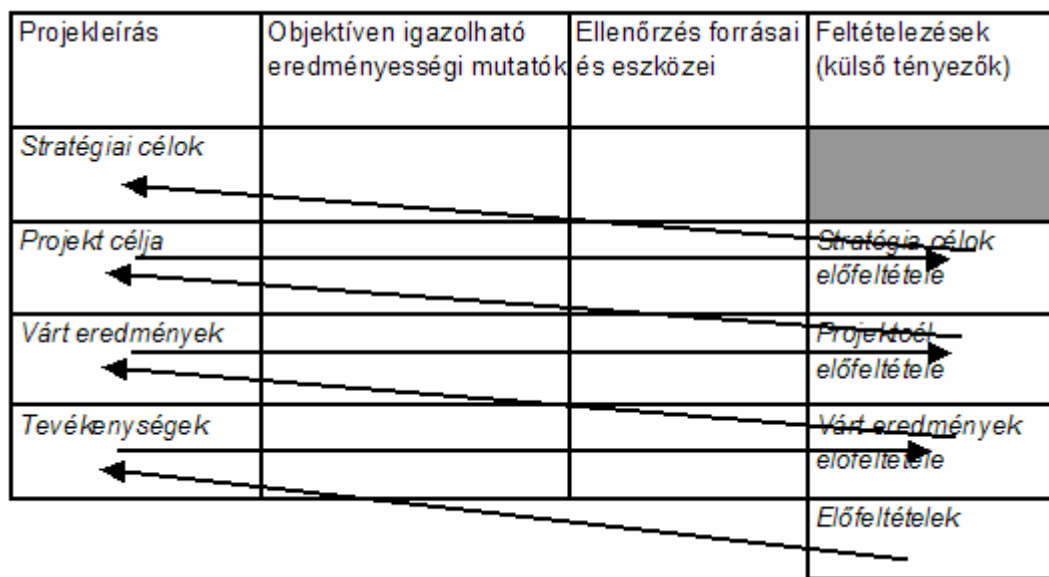 Projekleírás
Objektíven igazolható
eredményességi mutatók
Ellenőrzés forrásai
és eszközei
Feltételezések
(külső tényezők)
Stratégiai célok
Projekt célja
Stratégia célok
előfeltétele
Várt eredmények
Projektcél
előfeltétele
Tevékenységek
Várt eredmények
előfeltétele
Előfeltételek